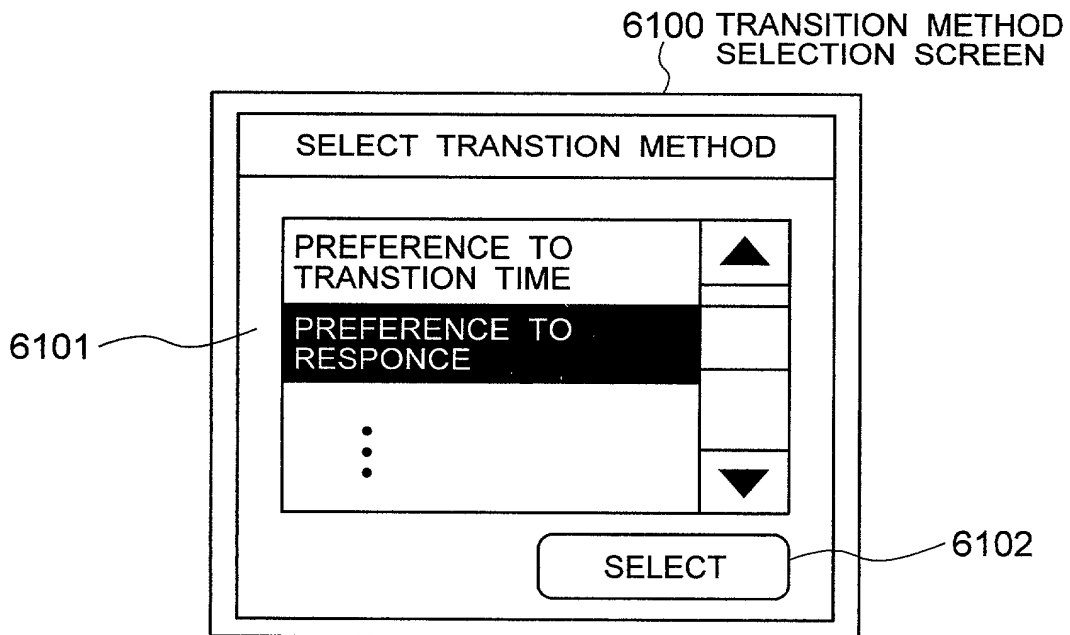 6100 TRANSITION METHOD
SELECTION SCREEN
SELECT TRANSTION METHOD
PREFERENCE TO
TRANSTION TIME
PREFERENCE TO
RESPONCE
6101
SELECT
6102